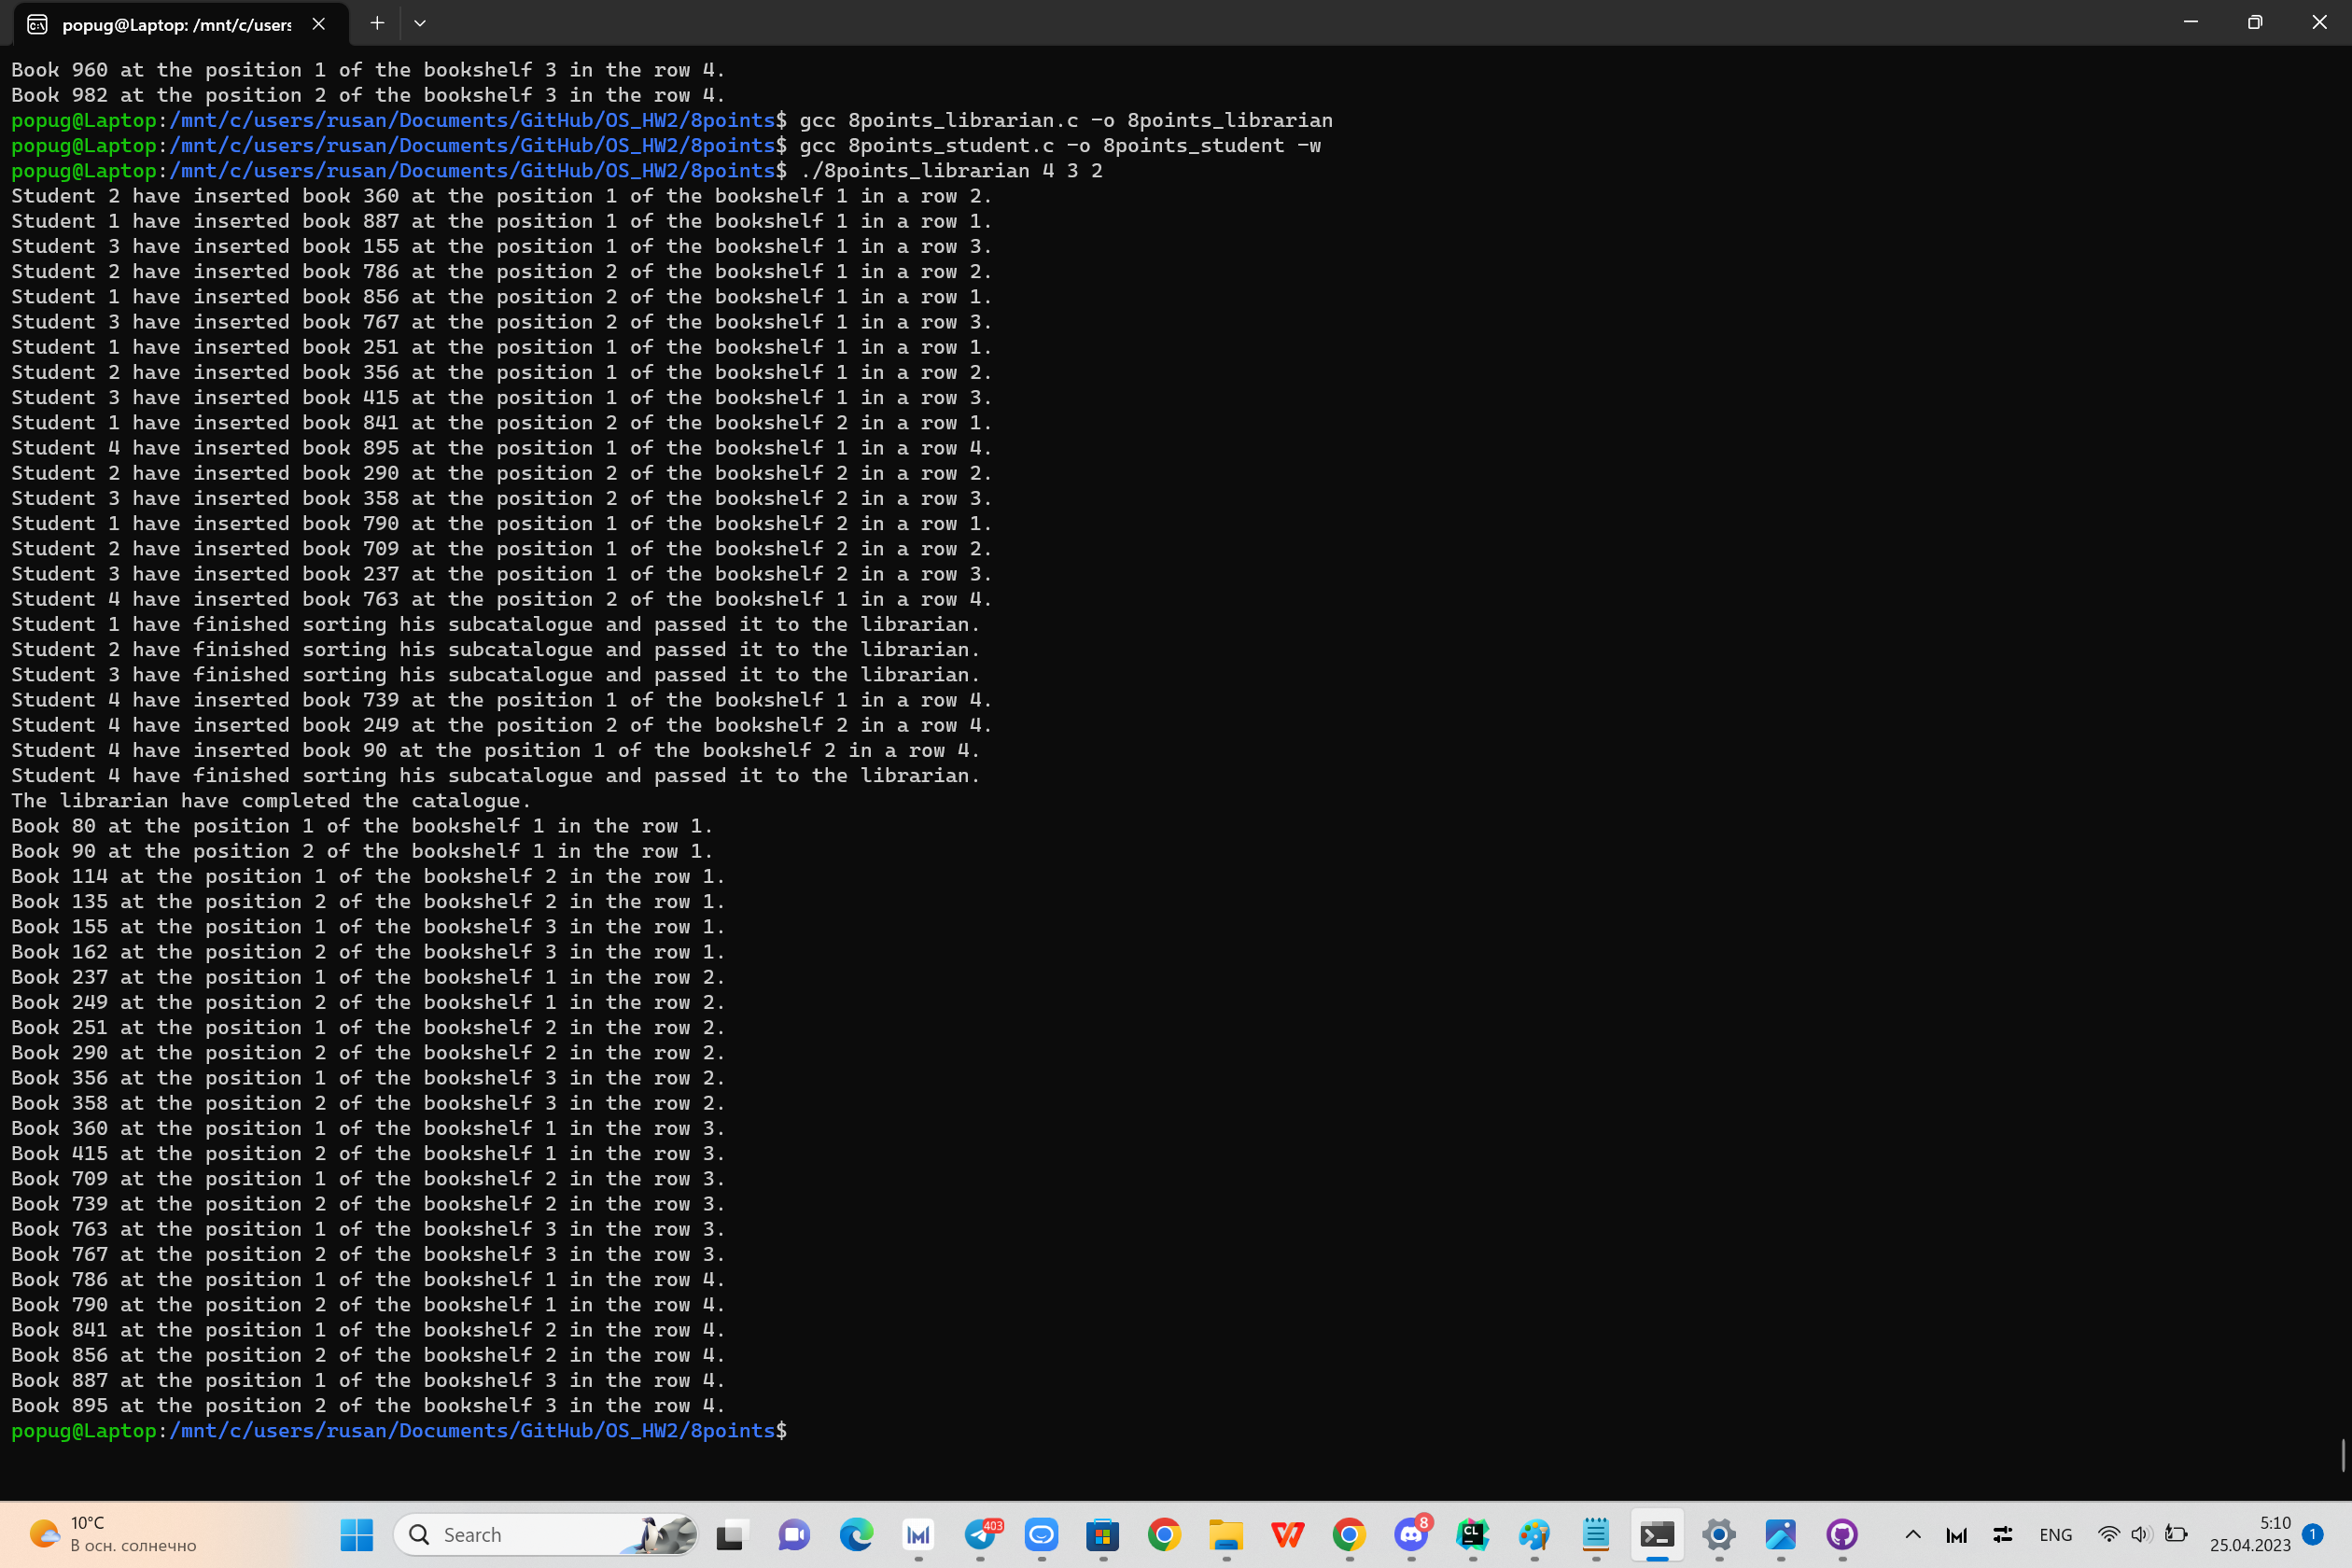 popug@Laptop: /mnt/c/users
Book 960 at the position 1 of the bookshelf 3 in the row 4.
Book 982 at the position 2 of the bookshelf 3 in the row 4.
popug@Laptop:/mnt/c/users/rusan/Documents/GitHub/OS_HW2/8points$ gcc 8points_librarian.c -o 8points_librarian
popug@Laptop:/mnt/c/users/rusan/Documents/GitHub/OS_HW2/8points$ gcc 8points_student.c -o 8points_student -w
popug@Laptop:/mnt/c/users/rusan/Documents/GitHub/OS_HW2/8points$ ./8points_librarian 4 3 2
Student 2 have inserted book 360 at the position 1 of the bookshelf 1 in a row 2.
Student 1 have inserted book 887 at the position 1 of the bookshelf 1 in a row 1.
Student 3 have inserted book 155 at the position 1 of the bookshelf 1 in a row 3.
Student 2 have inserted book 786 at the position 2 of the bookshelf 1 in a row 2.
Student 1 have inserted book 856 at the position 2 of the bookshelf 1 in a row 1.
Student 3 have inserted book 767 at the position 2 of the bookshelf 1 in a row 3.
Student 1 have inserted book 251 at the position 1 of the bookshelf 1 in a row 1.
Student 2 have inserted book 356 at the position 1 of the bookshelf 1 in a row 2.
Student 3 have inserted book 415 at the position 1 of the bookshelf 1 in a row 3.
Student 1 have inserted book 841 at the position 2 of the bookshelf 2 in a row 1.
Student 4 have inserted book 895 at the position 1 of the bookshelf 1 in a row 4.
Student 2 have inserted book 290 at the position 2 of the bookshelf 2 in a row 2.
Student 3 have inserted book 358 at the position 2 of the bookshelf 2 in a row 3.
Student 1 have inserted book 790 at the position 1 of the bookshelf 2 in a row 1.
Student 2 have inserted book 709 at the position 1 of the bookshelf 2 in a row 2.
Student 3 have inserted book 237 at the position 1 of the bookshelf 2 in a row 3.
Student 4 have inserted book 763 at the position 2 of the bookshelf 1 in a row 4.
Student 1 have finished sorting his subcatalogue and passed it to the librarian.
Student 2 have finished sorting his subcatalogue and passed it to the librarian.
Student 3 have finished sorting his subcatalogue and passed it to the librarian.
Student 4 have inserted book 739 at the position 1 of the bookshelf 1 in a row 4.
Student 4 have inserted book 249 at the position 2 of the bookshelf 2 in a row 4.
Student 4 have inserted book 90 at the position 1 of the bookshelf 2 in a row 4.
Student 4 have finished sorting his subcatalogue and passed it to the librarian.
The librarian have completed the catalogue.
Book 80 at the position 1 of the bookshelf 1 in the row 1.
Book 90 at the position 2 of the bookshelf 1 in the row 1.
Book 114 at the position 1 of the bookshelf 2 in the row 1.
Book 135 at the position 2 of the bookshelf 2 in the row 1.
Book 155 at the position 1 of the bookshelf 3 in the row 1.
Book 162 at the position 2 of the bookshelf 3 in the row 1.
Book 237 at the position 1 of the bookshelf 1 in the row 2.
Book 249 at the position 2 of the bookshelf 1 in the row 2.
Book 251 at the position 1 of the bookshelf 2 in the row 2.
Book 290 at the position 2 of the bookshelf 2 in the row 2.
Book 356 at the position 1 of the bookshelf 3 in the row 2.
Book 358 at the position 2 of the bookshelf 3 in the row 2.
Book 360 at the position 1 of the bookshelf 1 in the row 3.
Book 415 at the position 2 of the bookshelf 1 in the row 3.
Book 709 at the position 1 of the bookshelf 2 in the row 3.
Book 739 at the position 2 of the bookshelf 2 in the row 3.
Book 763 at the position 1 of the bookshelf 3 in the row 3.
Book 767 at the position 2 of the bookshelf 3 in the row 3.
Book 786 at the position 1 of the bookshelf 1 in the row 4.
Book 790 at the position 2 of the bookshelf 1 in the row 4.
Book 841 at the position 1 of the bookshelf 2 in the row 4.
Book 856 at the position 2 of the bookshelf 2 in the row 4.
Book 887 at the position 1 of the bookshelf 3 in the row 4.
Book 895 at the position 2 of the bookshelf 3 in the row 4.
popug@Laptop:/mnt/c/users/rusan/Documents/GitHub/OS_HW2/8points$
10°C
В осн. солнечно
Search
403
8
CL
ENG
5:10
25.04.2023
1